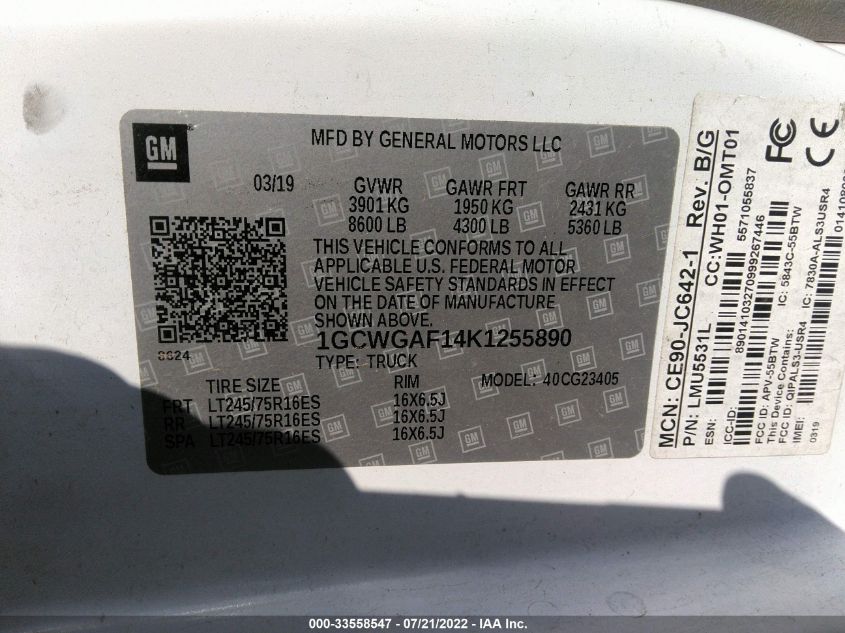 GM
MFD BY GENERAL MOTORS LLC
03/19 GVWR GAWR FRT GAWR RR
3901 KG 1950 KG 2431 KG
8600 LB 4300 LB 5360 LB
THIS VEHICLE CONFORMS TO ALL
APPLICABLE U.S. FEDERAL MOTOR
VEHICLE SAFETY STANDARDS IN EFFECT
ON THE DATE OF MANUFACTURE
SHOWN ABOVE.
1GCWGAF14K1255890
8624 TYPE: TRUCK
MODEL: 40CG23405
TIRE SIZE RIM
FRT LT245/75R16ES 16X6.5J
RR LT245/75R16ES 16X6.5J
SPA LT245/75R16ES 16X6.5J
MCN: CE90-JC642-1 Rev. B/G
P/N: LMU5531L CC:WH01-OMT01
ESN: 5571055837
ICC-ID: 89014103270999267446
FCC ID: APV-55BTW IC: 5843C-55BTW
This Device Contains:
FCC ID: QIPALS3-USR4 IC: 7830A-ALS3USR4
IMEI:
0319
FC
000-33558547 - 07/21/2022 - IAA Inc.